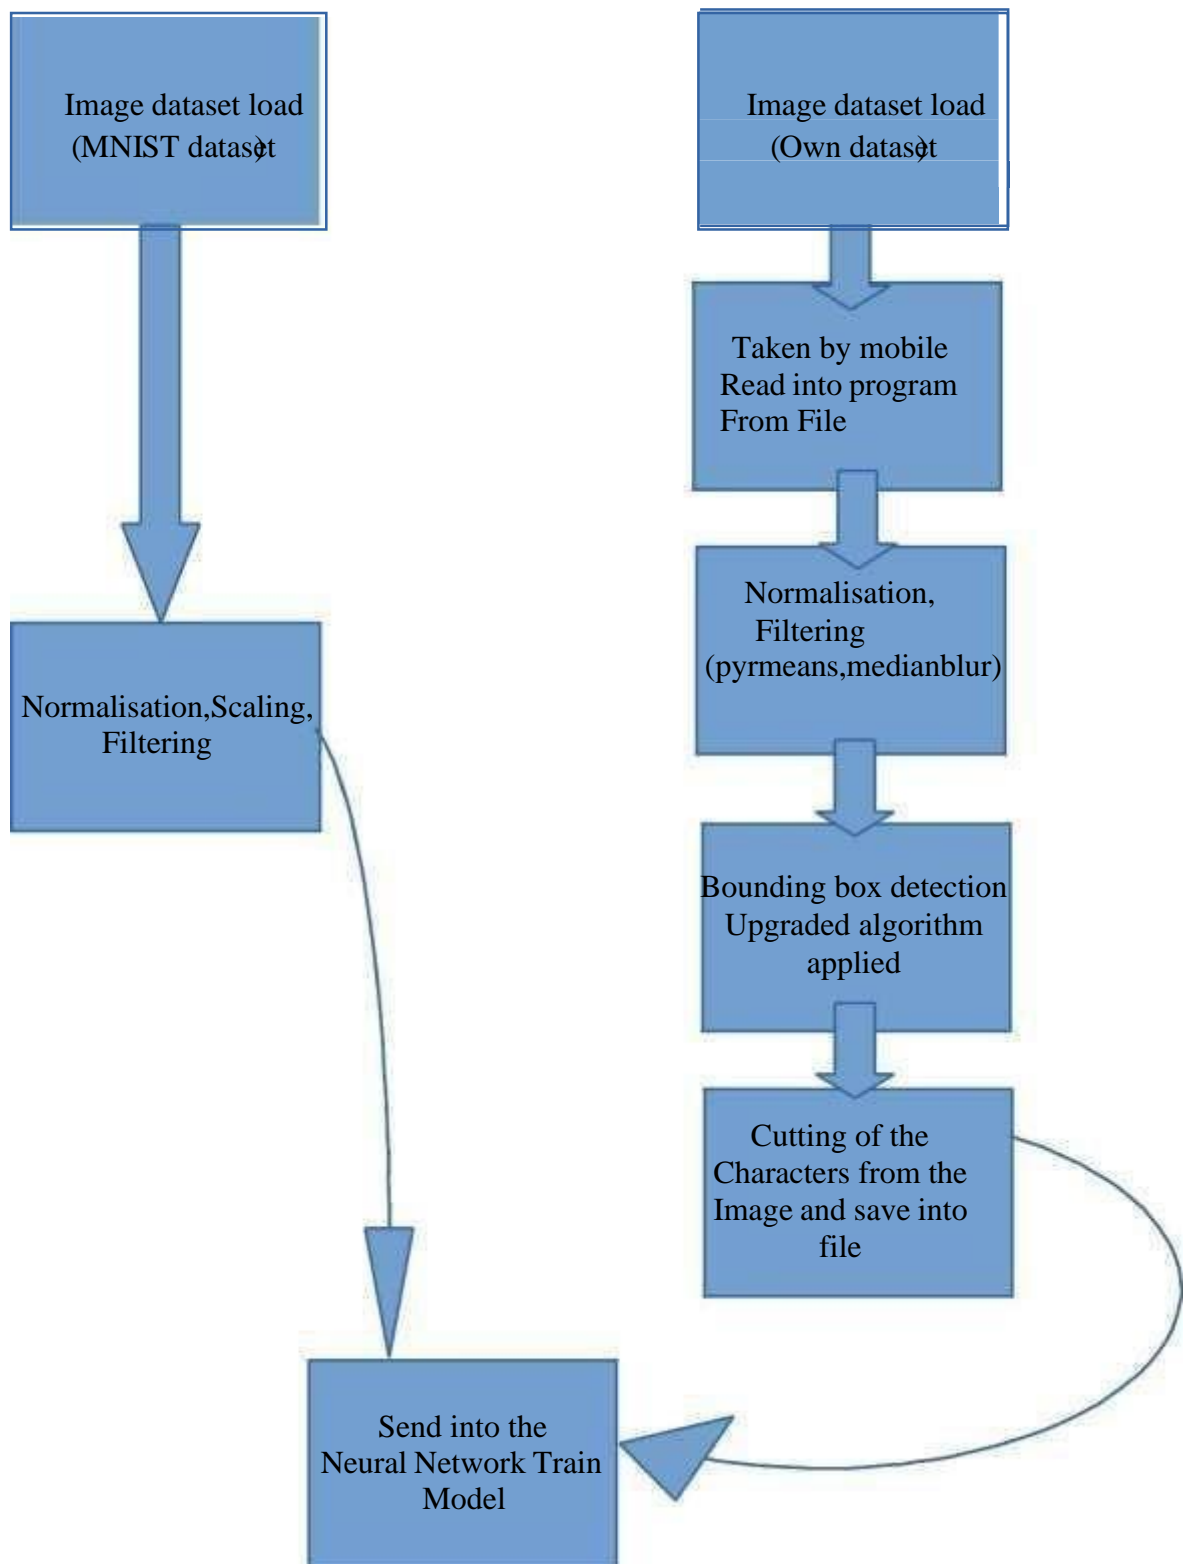 Image dataset load
(MNIST dataset)
Image dataset load
(Own dataset)
Taken by mobile
Read into program
From File
Normalisation,
Filtering
(pyrmeans,medianblur)
Normalisation,Scaling,
Filtering
Bounding box detection
Upgraded algorithm
applied
Cutting of the
Characters from the
Image and save into
file
Send into the
Neural Network Train
Model